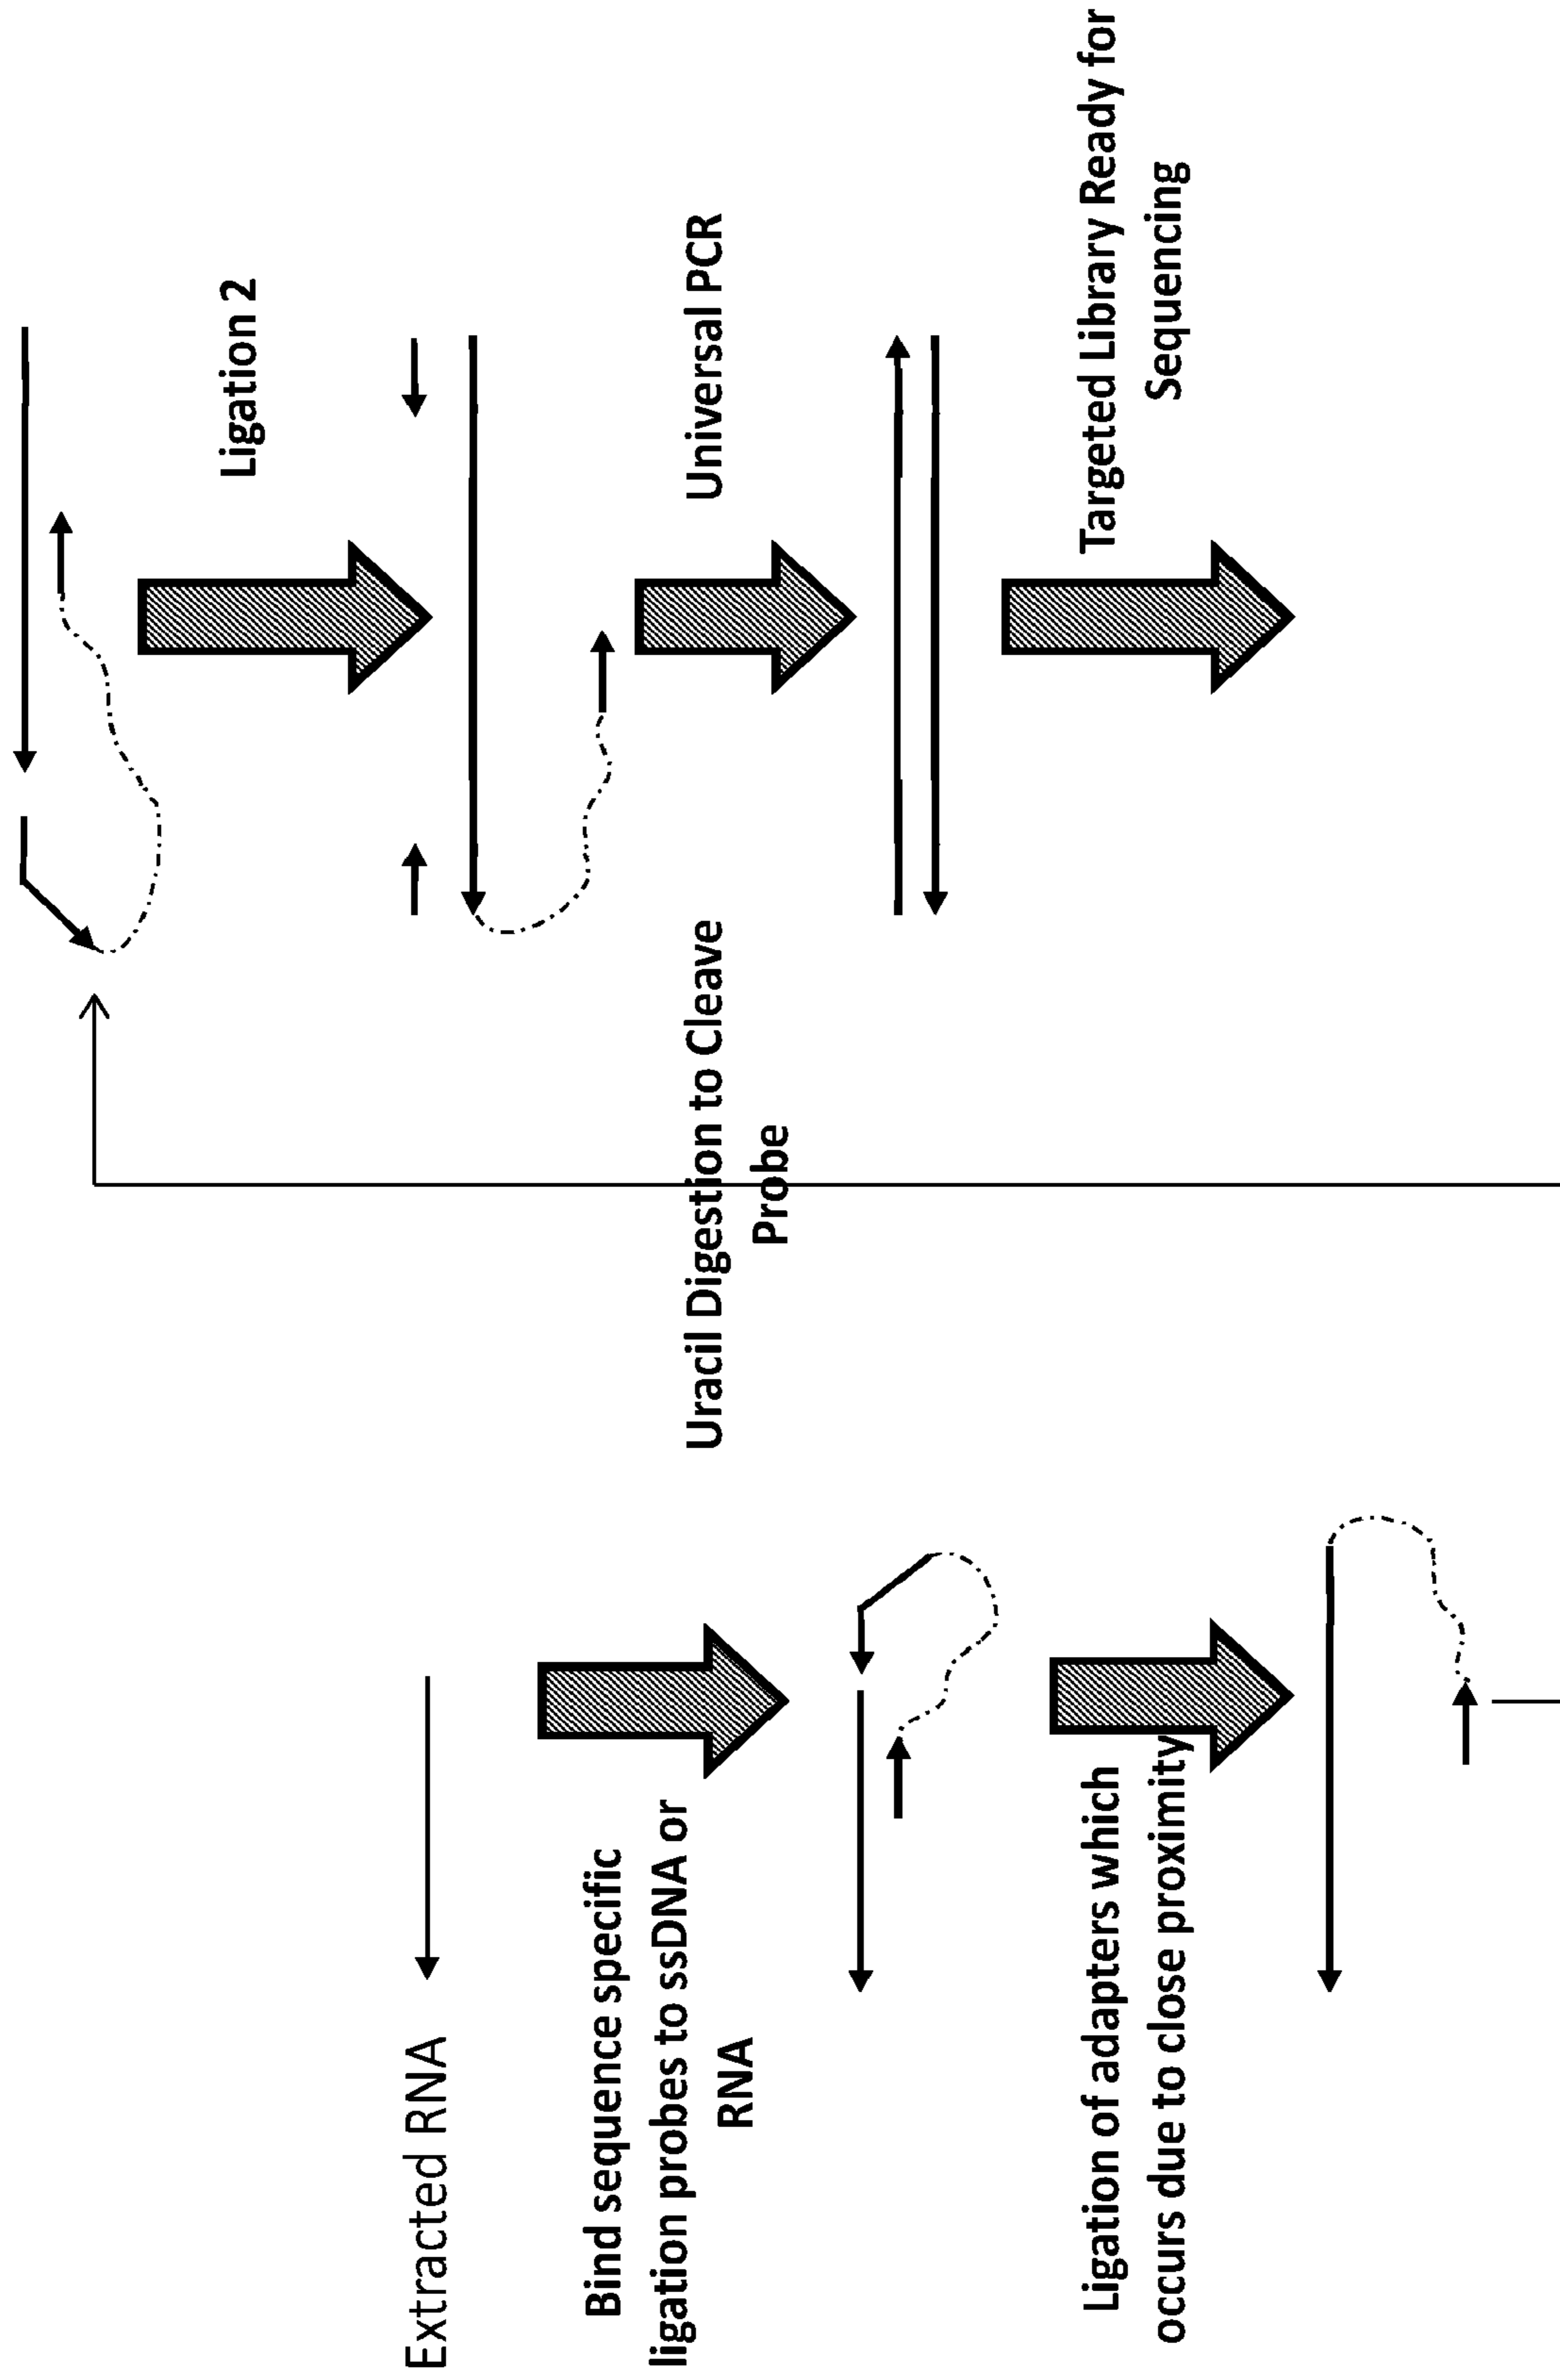 Extracted RNA
Bind sequence specific
ligation probes to ssDNA or
RNA
Ligation of adapters which
occurs due to close proximity
Uracil Digestion to Cleave
Probe
Ligation 2
Universal PCR
Targeted Library Ready for
Sequencing